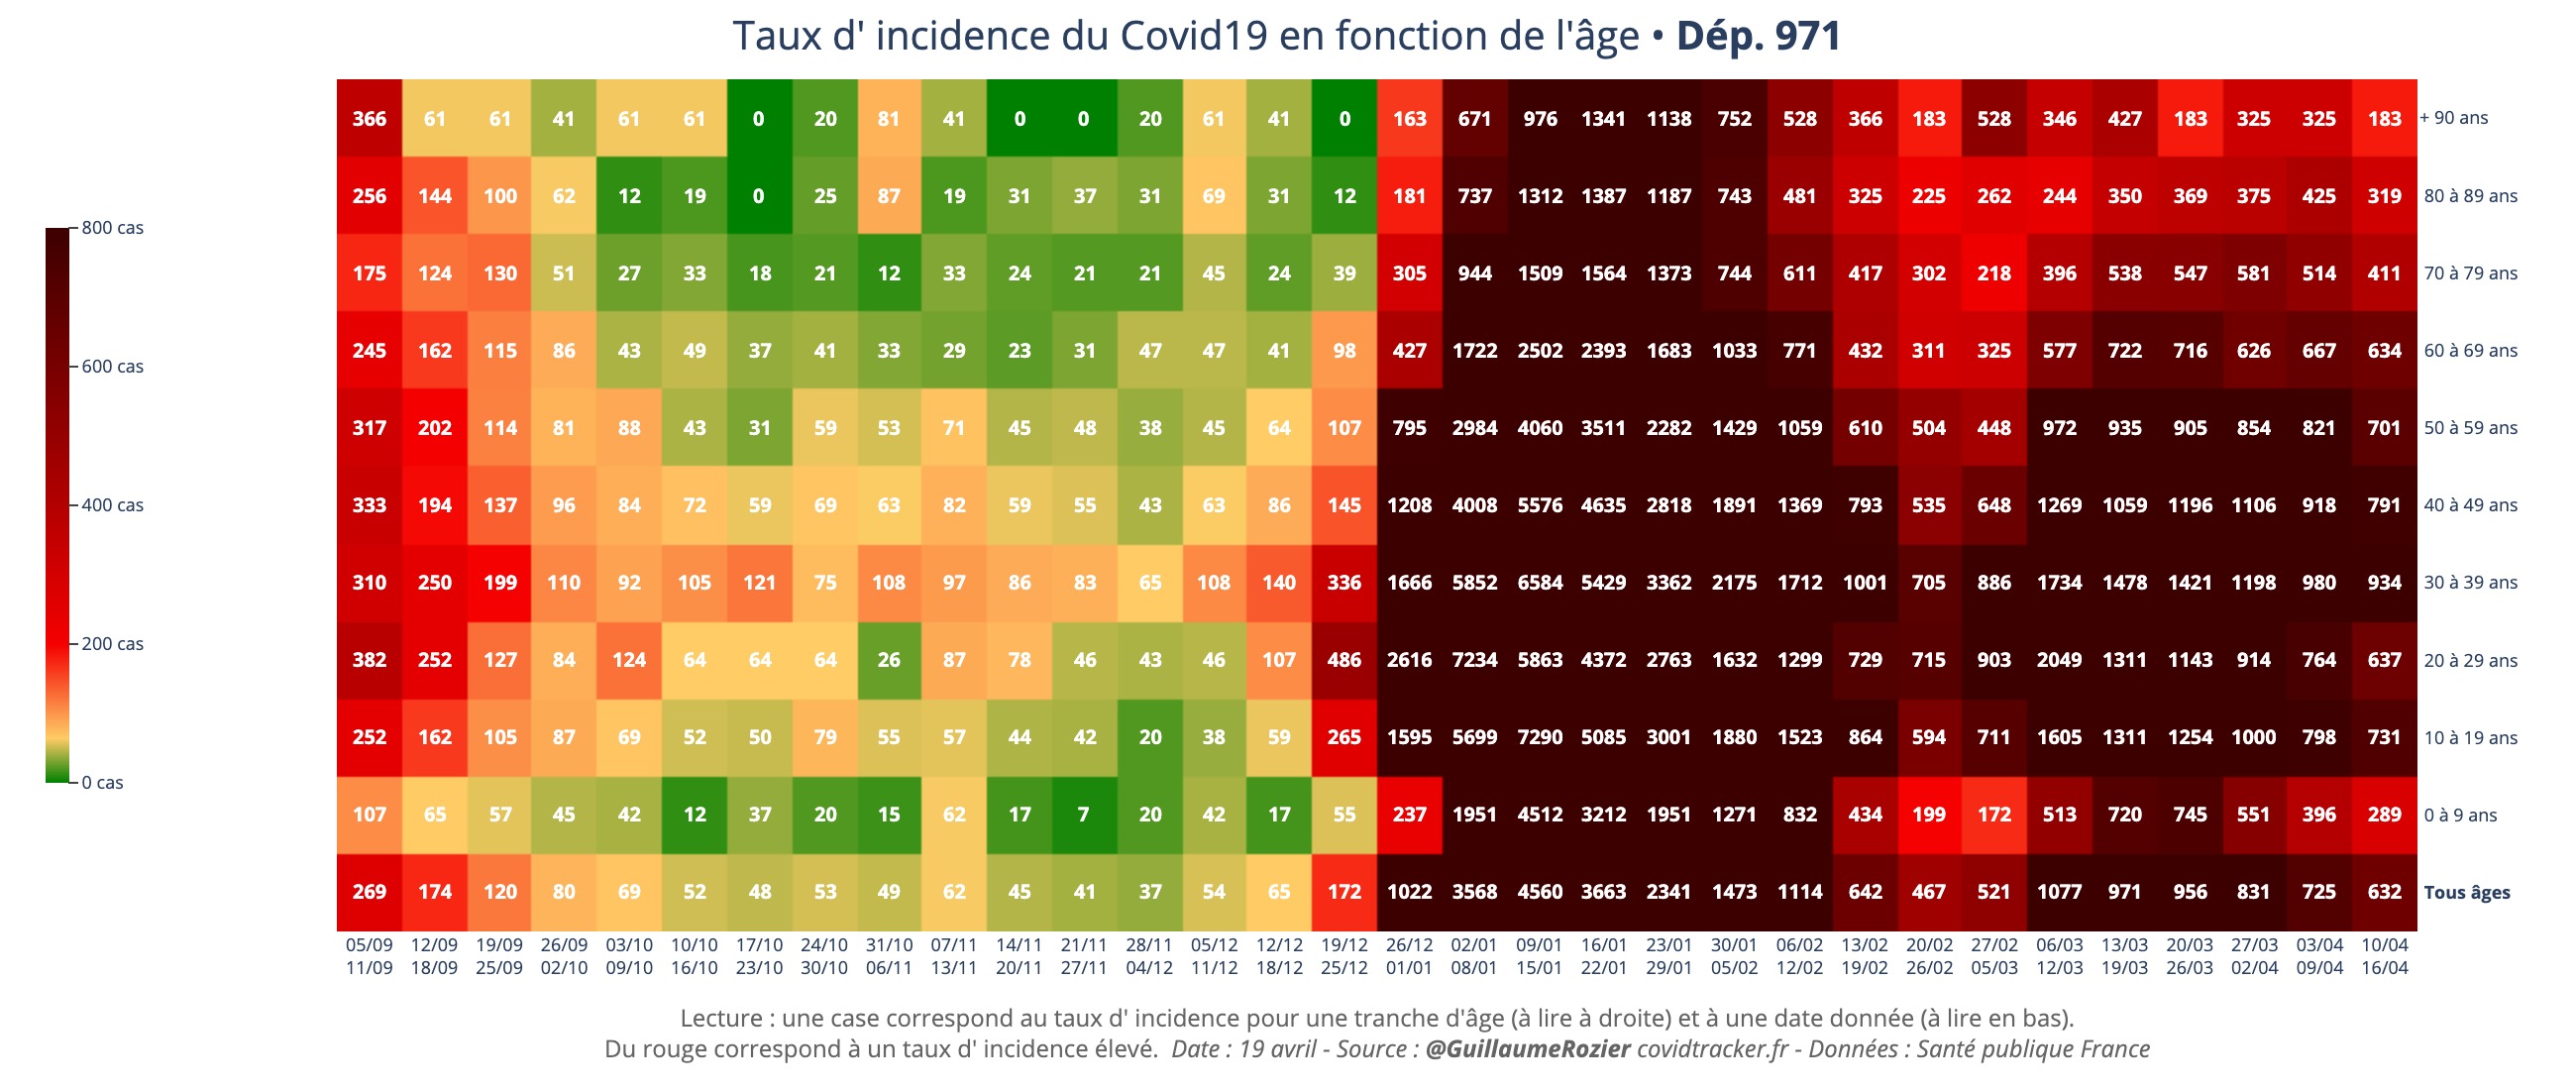 Taux d' incidence du Covid19 en fonction de l'âge • Dép. 971
366 61 61 41 61 61 0 20 81 41 0 0 20 61 41 0 163 671 976 1341 1138 752 528 366 183 528 346 427 183 325 325 183 + 90 ans
256 144 100 62 12 19 0 25 87 19 31 37 31 69 31 12 181 737 1312 1387 1187 743 481 325 225 262 244 350 369 375 425 319 80 à 89 ans
800 cas
175 124 130 51 27 33 18 21 12 33 24 21 21 45 24 39 305 944 1509 1564 1373 744 611 417 302 218 396 538 547 581 514 411 70 à 79 ans
245 162 115 86 43 49 37 41 33 29 23 31 47 47 41 98 427 1722 2502 2393 1683 1033 771 432 311 325 577 722 716 626 667 634 60 à 69 ans
600 cas
317 202 114 81 88 43 31 59 53 71 45 48 38 45 64 107 795 2984 4060 3511 2282 1429 1059 610 504 448 972 935 905 854 821 701 50 à 59 ans
400 cas
333 194 137 96 84 72 59 69 63 82 59 55 43 63 86 145 1208 4008 5576 4635 2818 1891 1369 793 535 648 1269 1059 1196 1106 918 791 40 à 49 ans
310 250 199 110 92 105 121 75 108 97 86 83 65 108 140 336 1666 5852 6584 5429 3362 2175 1712 1001 705 886 1734 1478 1421 1198 980 934 30 à 39 ans
200 cas
382 252 127 84 124 64 64 64 26 87 78 46 43 46 107 486 2616 7234 5863 4372 2763 1632 1299 729 715 903 2049 1311 1143 914 764 637 20 à 29 ans
252 162 105 87 69 52 50 79 55 57 44 42 20 38 59 265 1595 5699 7290 5085 3001 1880 1523 864 594 711 1605 1311 1254 1000 798 731 10 à 19 ans
0 cas
107 65 57 45 42 12 37 20 15 62 17 7 20 42 17 55 237 1951 4512 3212 1951 1271 832 434 199 172 513 720 745 551 396 289 0 à 9 ans
269 174 120 80 69 52 48 53 49 62 45 41 37 54 65 172 1022 3568 4560 3663 2341 1473 1114 642 467 521 1077 971 956 831 725 632 Tous âges
05/09 12/09 19/09 26/09 03/10 10/10 17/10 24/10 31/10 07/11 14/11 21/11 28/11 05/12 12/12 19/12 26/12 02/01 09/01 16/01 23/01 30/01 06/02 13/02 20/02 27/02 06/03 13/03 20/03 27/03 03/04 10/04
11/09 18/09 25/09 02/10 09/10 16/10 23/10 30/10 06/11 13/11 20/11 27/11 04/12 11/12 18/12 25/12 01/01 08/01 15/01 22/01 29/01 05/02 12/02 19/02 26/02 05/03 12/03 19/03 26/03 02/04 09/04 16/04
Lecture : une case correspond au taux d' incidence pour une tranche d'âge (à lire à droite) et à une date donnée (à lire en bas).
Du rouge correspond à un taux d' incidence élevé. Date : 19 avril - Source : @GuillaumeRozier covidtracker.fr - Données : Santé publique France